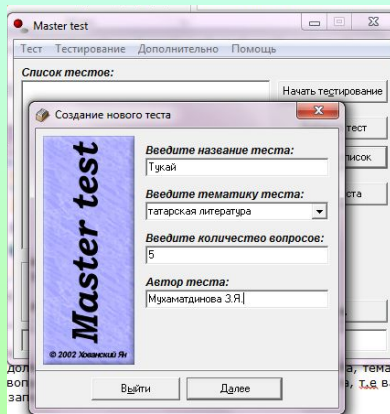 Master test
Тест Тестирование Дополнительно Помощь
Список тестов:
Начать тестирование
тест
писок
ста
Создание нового теста
Master test
© 2002 Хованский Ян
Введите название теста:
Тукай
Введите тематику теста:
татарская литература
Введите количество вопросов:
5
Автор теста:
Мухаматдинова З.Я.
Выйти Далее
дол а, тема
воп , т.е в
зап